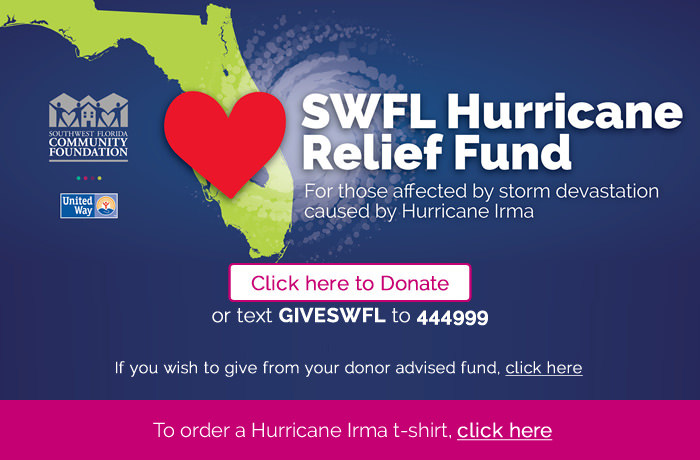 SOUTHWEST FLORIDA
COMMUNITY
FOUNDATION
United
Way
SWFL Hurricane
Relief Fund
For those affected by storm devastation
caused by Hurricane Irma
Click here to Donate
or text GIVESWFL to 444999
If you wish to give from your donor advised fund, click here
To order a Hurricane Irma t-shirt, click here